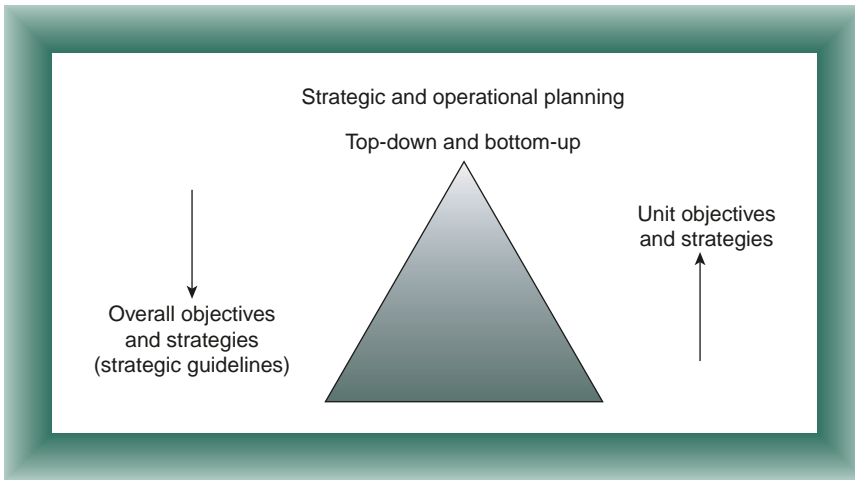 Strategic and operational planning
Top-down and bottom-up
Overall objectives
and strategies
(strategic guidelines)
Unit objectives
and strategies